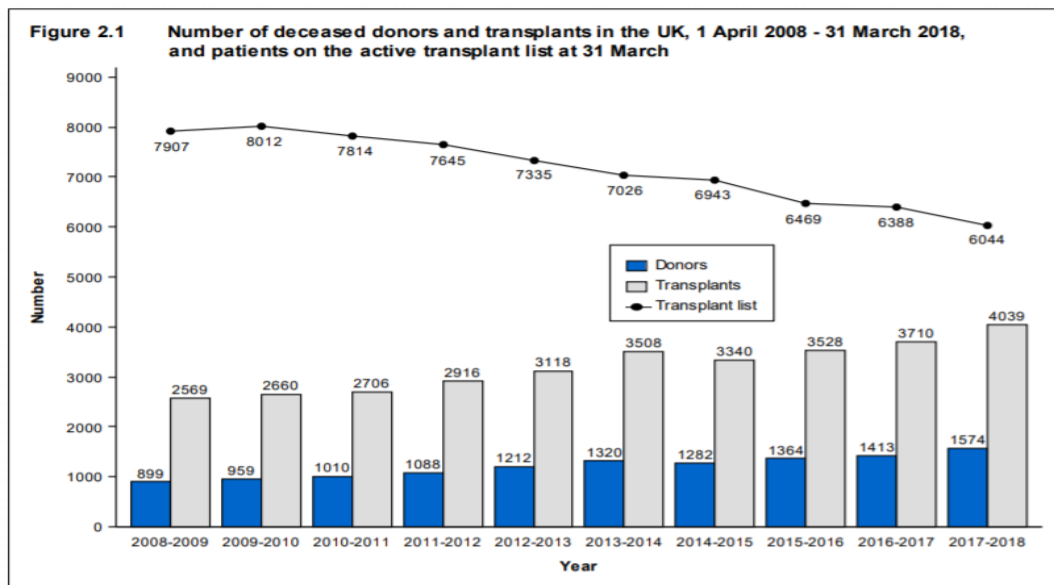 Figure 2.1 Number of deceased donors and transplants in the UK, 1 April 2008 - 31 March 2018,
and patients on the active transplant list at 31 March
9000
8000
7000
6000
5000
4000
3000
2000
1000
0
Number
7907 8012 7814 7645 7335 7026 6943 6469 6388 6044
Donors
Transplants
Transplant list
2569 2660 2706 2916 3118 3508 3340 3528 3710 4039
899 959 1010 1088 1212 1320 1282 1364 1413 1574
2008-2009 2009-2010 2010-2011 2011-2012 2012-2013 2013-2014 2014-2015 2015-2016 2016-2017 2017-2018
Year